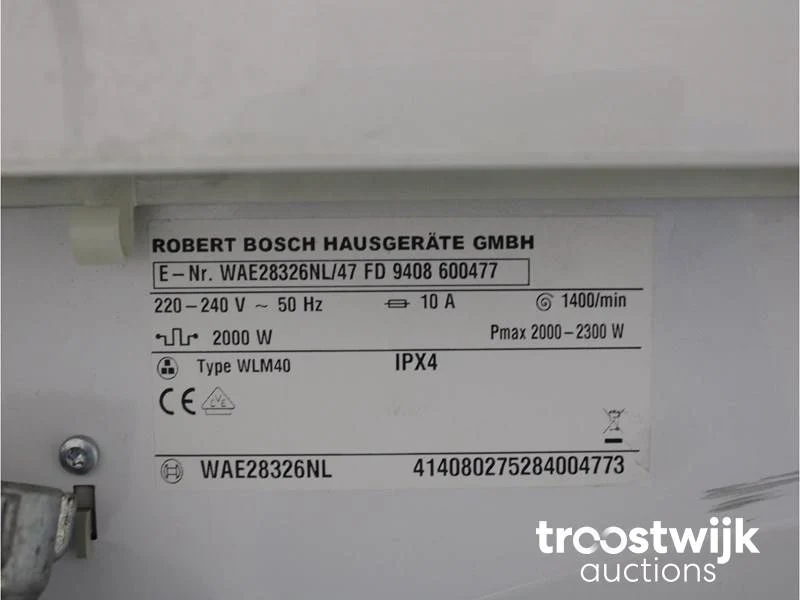 ROBERT BOSCH HAUSGERÄTE GMBH
E-Nr. WAE28326NL/47 FD 9408 600477
220-240 V ~ 50 Hz 10 A 1400/min
2000 W Pmax 2000-2300 W
Type WLM40 IPX4
CE CVE
WAE28326NL 414080275284004773
troostwijk
auctions